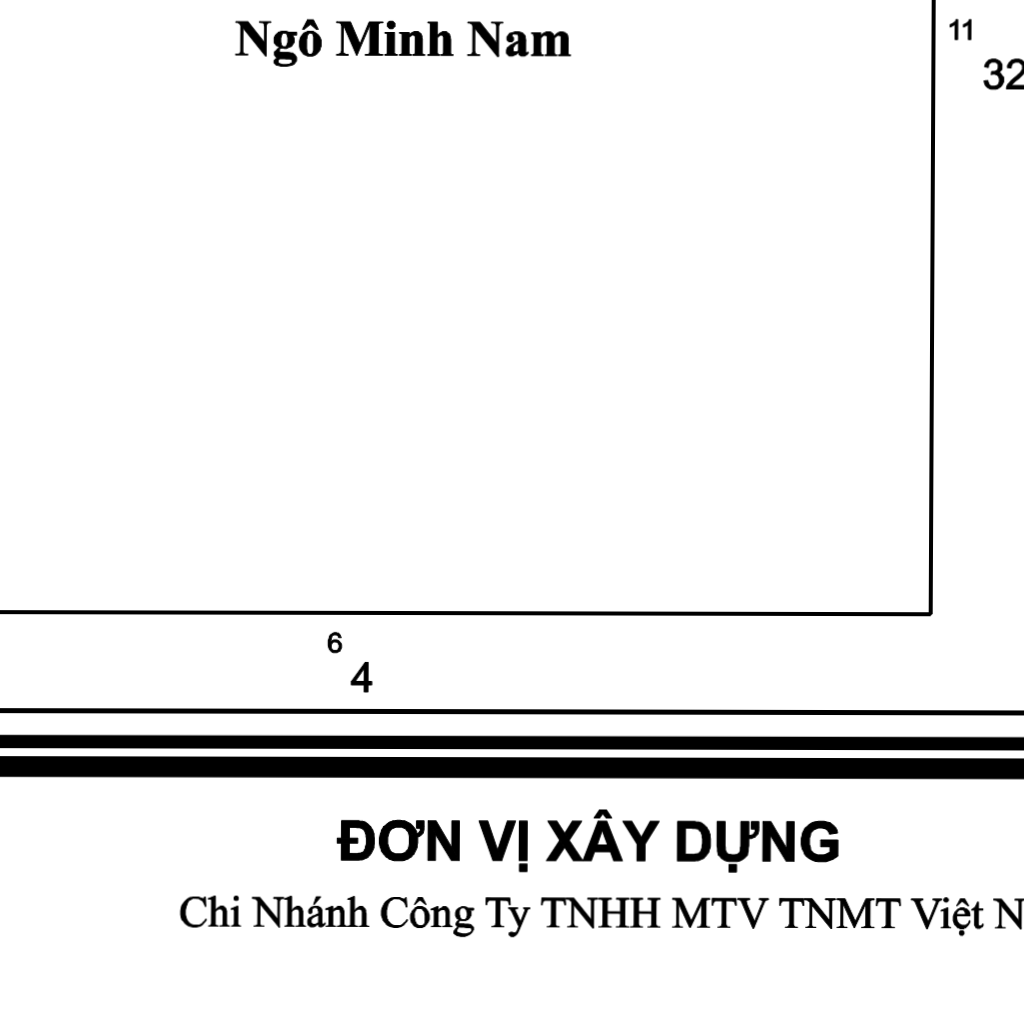 Ngô Minh Nam
11
32
6
4
ĐƠN VỊ XÂY DỰNG
Chi Nhánh Công Ty TNHH MTV TNMT Việt N